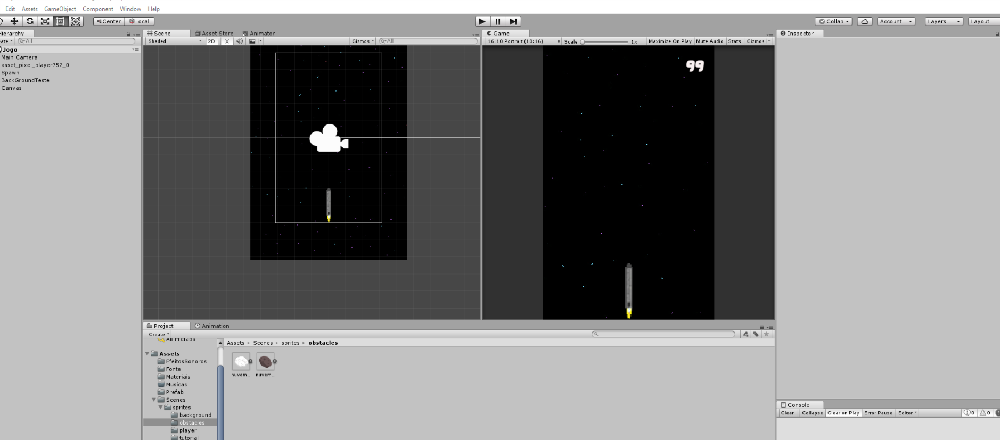 Edit Assets GameObject Component Window Help
Center Local Collab Account Layers Layout
Hierarchy Scene Asset Store Animator Game Inspector
ate All Shaded 2D Gizmos All 16:10 Portrait (10:16) Scale 1x Maximize On Play Mute Audio Stats Gizmos
Jogo
Main Camera
asset_pixel_player752_0
Spawn
BackGroundTeste
Canvas
99
Project Animation
Create
All Prefabs
Assets ▸ Scenes ▸ sprites ▸ obstacles
Assets
EfeitosSonoros
Fonte
Materiais
Musicas
Prefab
Scenes
sprites
background
obstacles
player
tutorial
nuvem... nuvem...
Console
Clear Collapse Clear on Play Error Pause Editor 0 0